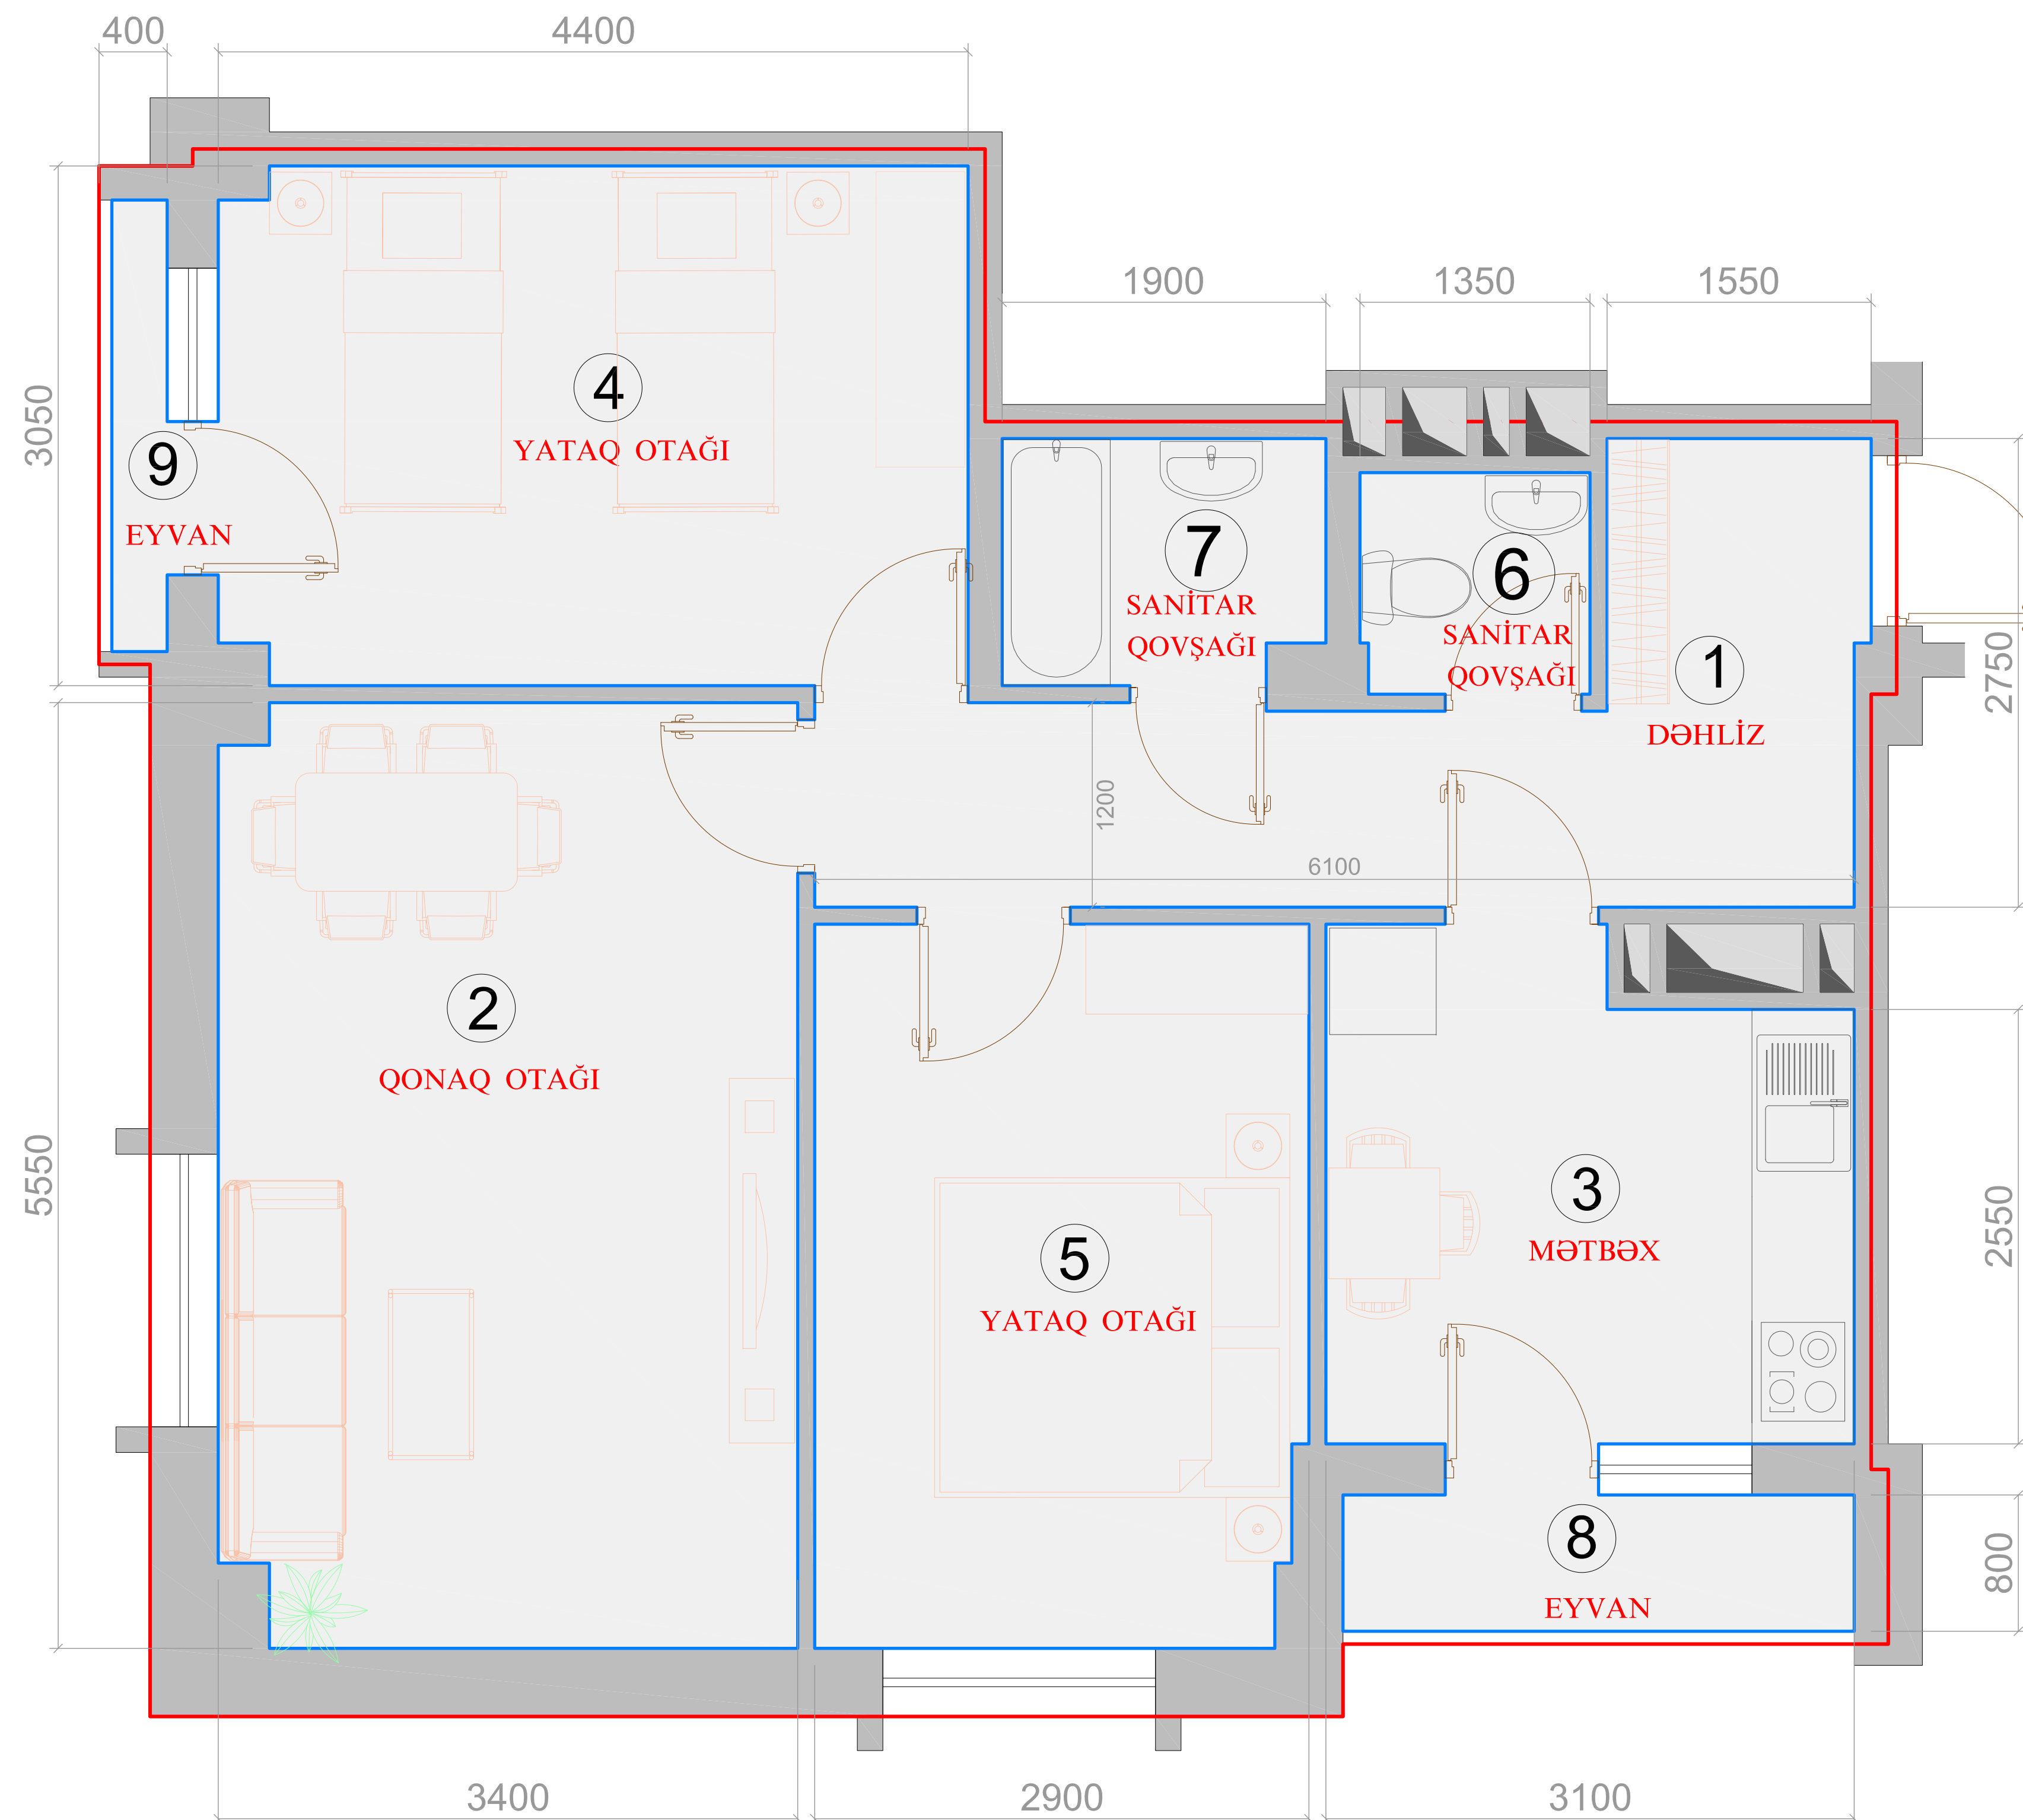 400
4400
1900
1350
1550
3050
4
YATAQ OTAĞI
9
EYVAN
7
SANİTAR
QOVŞAĞI
6
SANİTAR
QOVŞAĞI
1
DƏHLİZ
2750
1200
6100
2
QONAQ OTAĞI
5550
5
YATAQ OTAĞI
3
MƏTBƏX
2550
8
EYVAN
800
3400
2900
3100